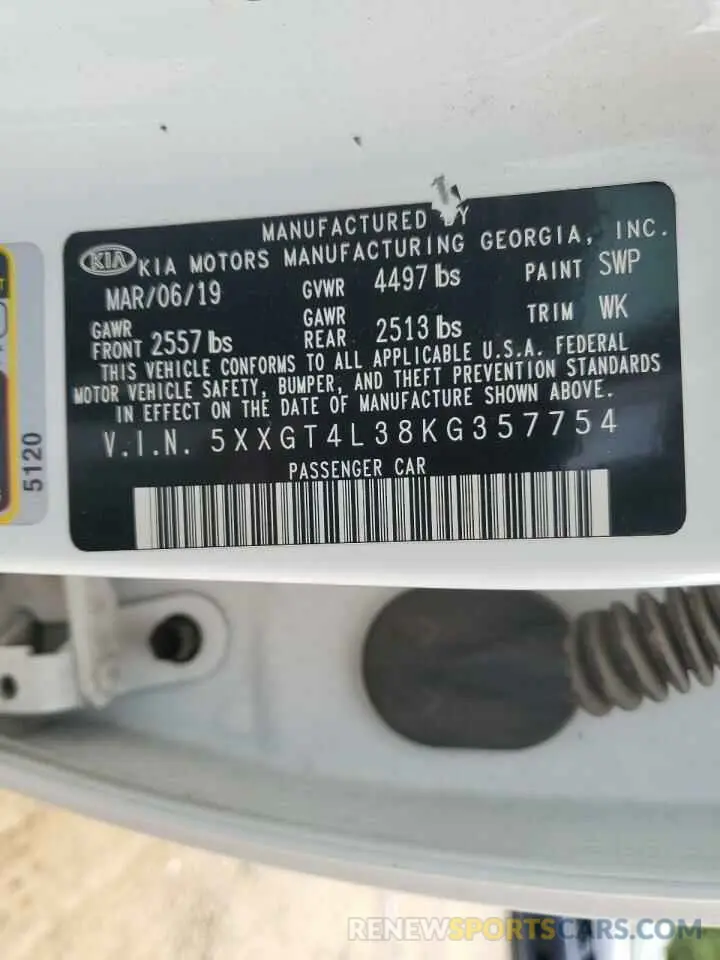 MANUFACTURED BY
KIA KIA MOTORS MANUFACTURING GEORGIA, INC.
MAR/06/19 GVWR 4497 lbs PAINT SWP
GAWR FRONT 2557 lbs GAWR REAR 2513 lbs TRIM WK
THIS VEHICLE CONFORMS TO ALL APPLICABLE U.S.A. FEDERAL
MOTOR VEHICLE SAFETY, BUMPER, AND THEFT PREVENTION STANDARDS
IN EFFECT ON THE DATE OF MANUFACTURE SHOWN ABOVE.
V.I.N. 5XXGT4L38KG357754
PASSENGER CAR
5120
RENEWSPORTSCARS.COM